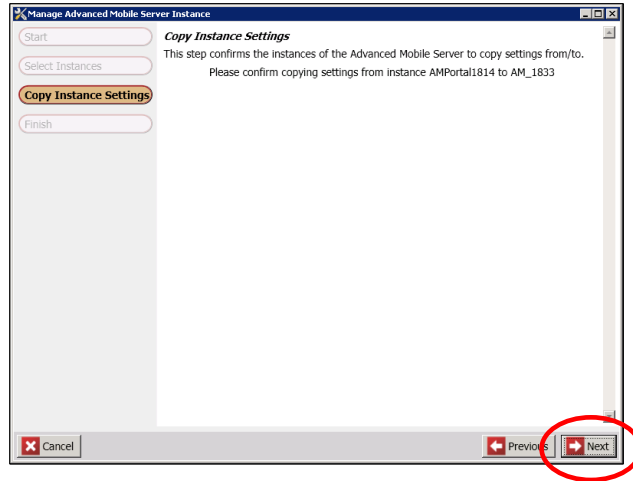 Manage Advanced Mobile Server Instance
Start
Select Instances
Copy Instance Settings
Finish
Copy Instance Settings
This step confirms the instances of the Advanced Mobile Server to copy settings from/to.
Please confirm copying settings from instance AMPortal1814 to AM_1833
Cancel
Previous
Next